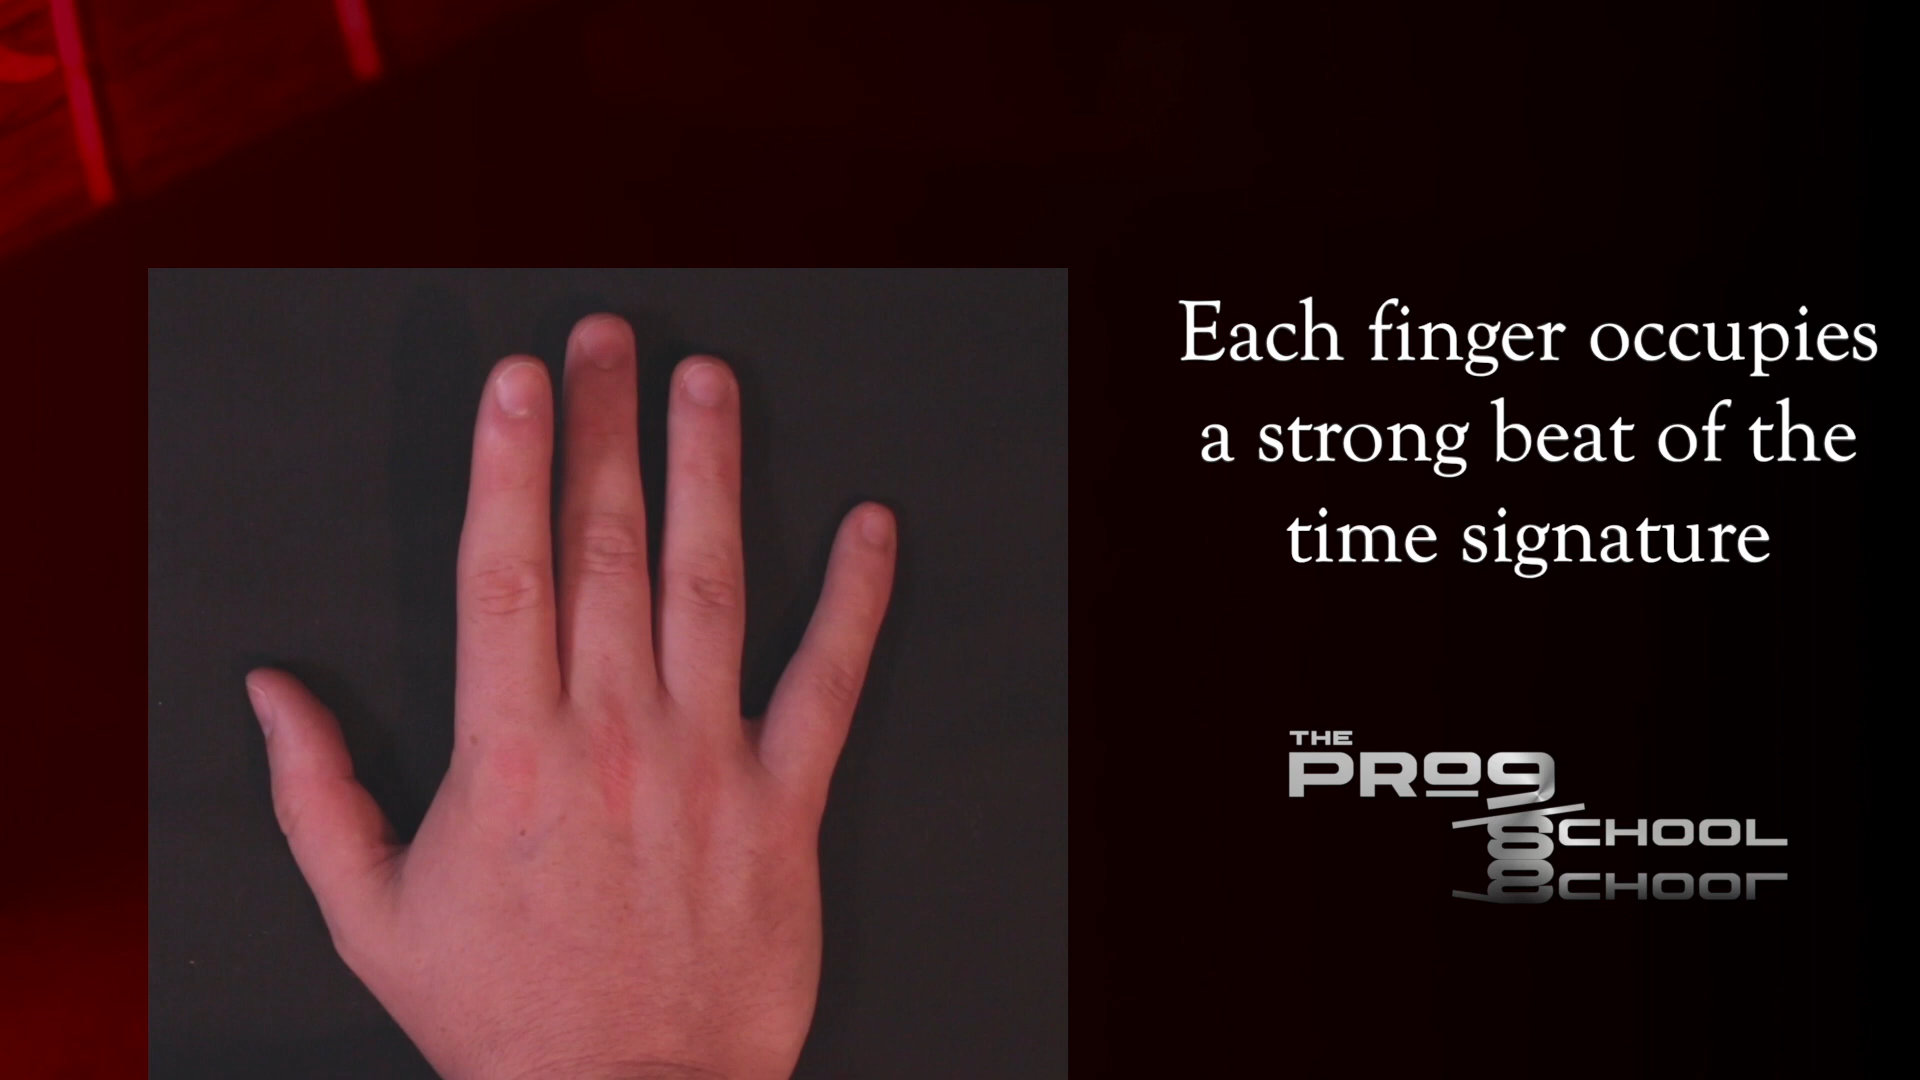 Each finger occupies
a strong beat of the
time signature
THE
PROG
SCHOOL